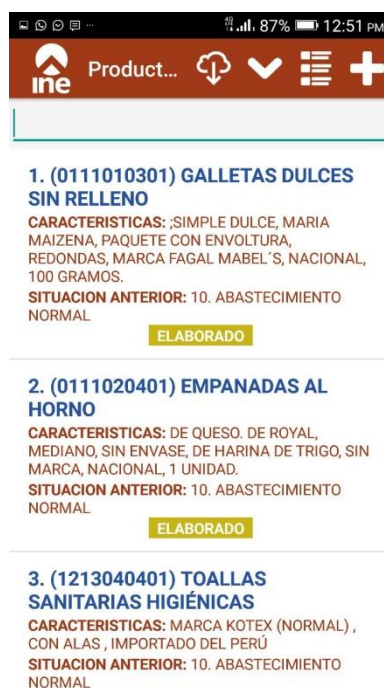 4G 87% 12:51 PM
ine Product...
1. (0111010301) GALLETAS DULCES
SIN RELLENO
CARACTERISTICAS: ;SIMPLE DULCE, MARIA
MAIZENA, PAQUETE CON ENVOLTURA,
REDONDAS, MARCA FAGAL MABEL´S, NACIONAL,
100 GRAMOS.
SITUACION ANTERIOR: 10. ABASTECIMIENTO
NORMAL
ELABORADO
2. (0111020401) EMPANADAS AL
HORNO
CARACTERISTICAS: DE QUESO. DE ROYAL,
MEDIANO, SIN ENVASE, DE HARINA DE TRIGO, SIN
MARCA, NACIONAL, 1 UNIDAD.
SITUACION ANTERIOR: 10. ABASTECIMIENTO
NORMAL
ELABORADO
3. (1213040401) TOALLAS
SANITARIAS HIGIÉNICAS
CARACTERISTICAS: MARCA KOTEX (NORMAL) ,
CON ALAS , IMPORTADO DEL PERÚ
SITUACION ANTERIOR: 10. ABASTECIMIENTO
NORMAL